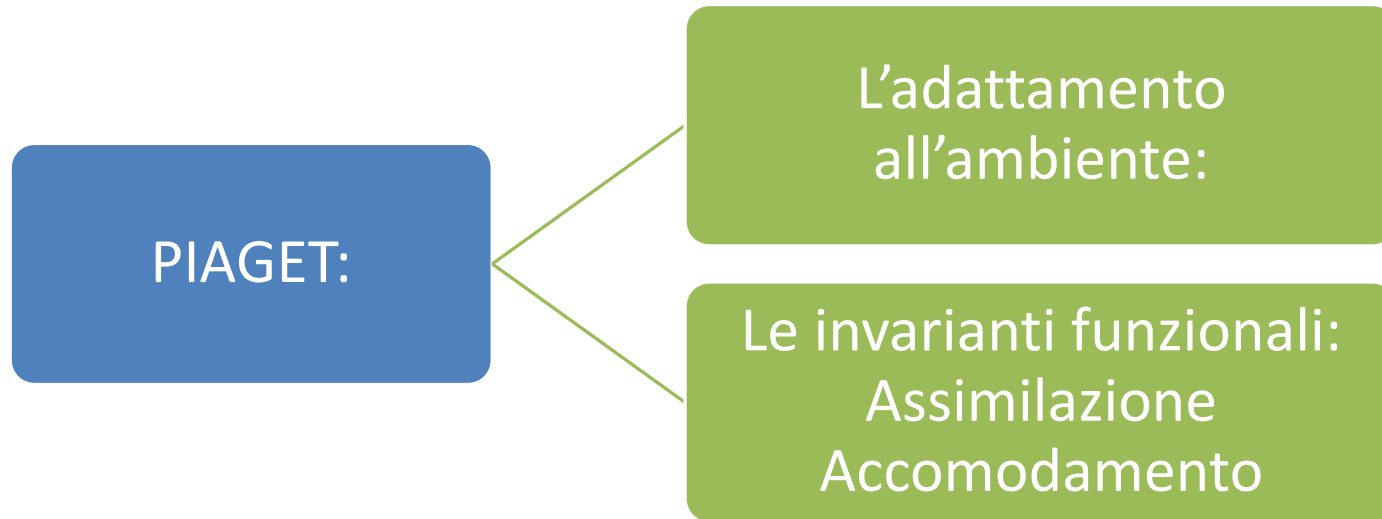 PIAGET:
L’adattamento
all’ambiente:
Le invarianti funzionali:
Assimilazione
Accomodamento